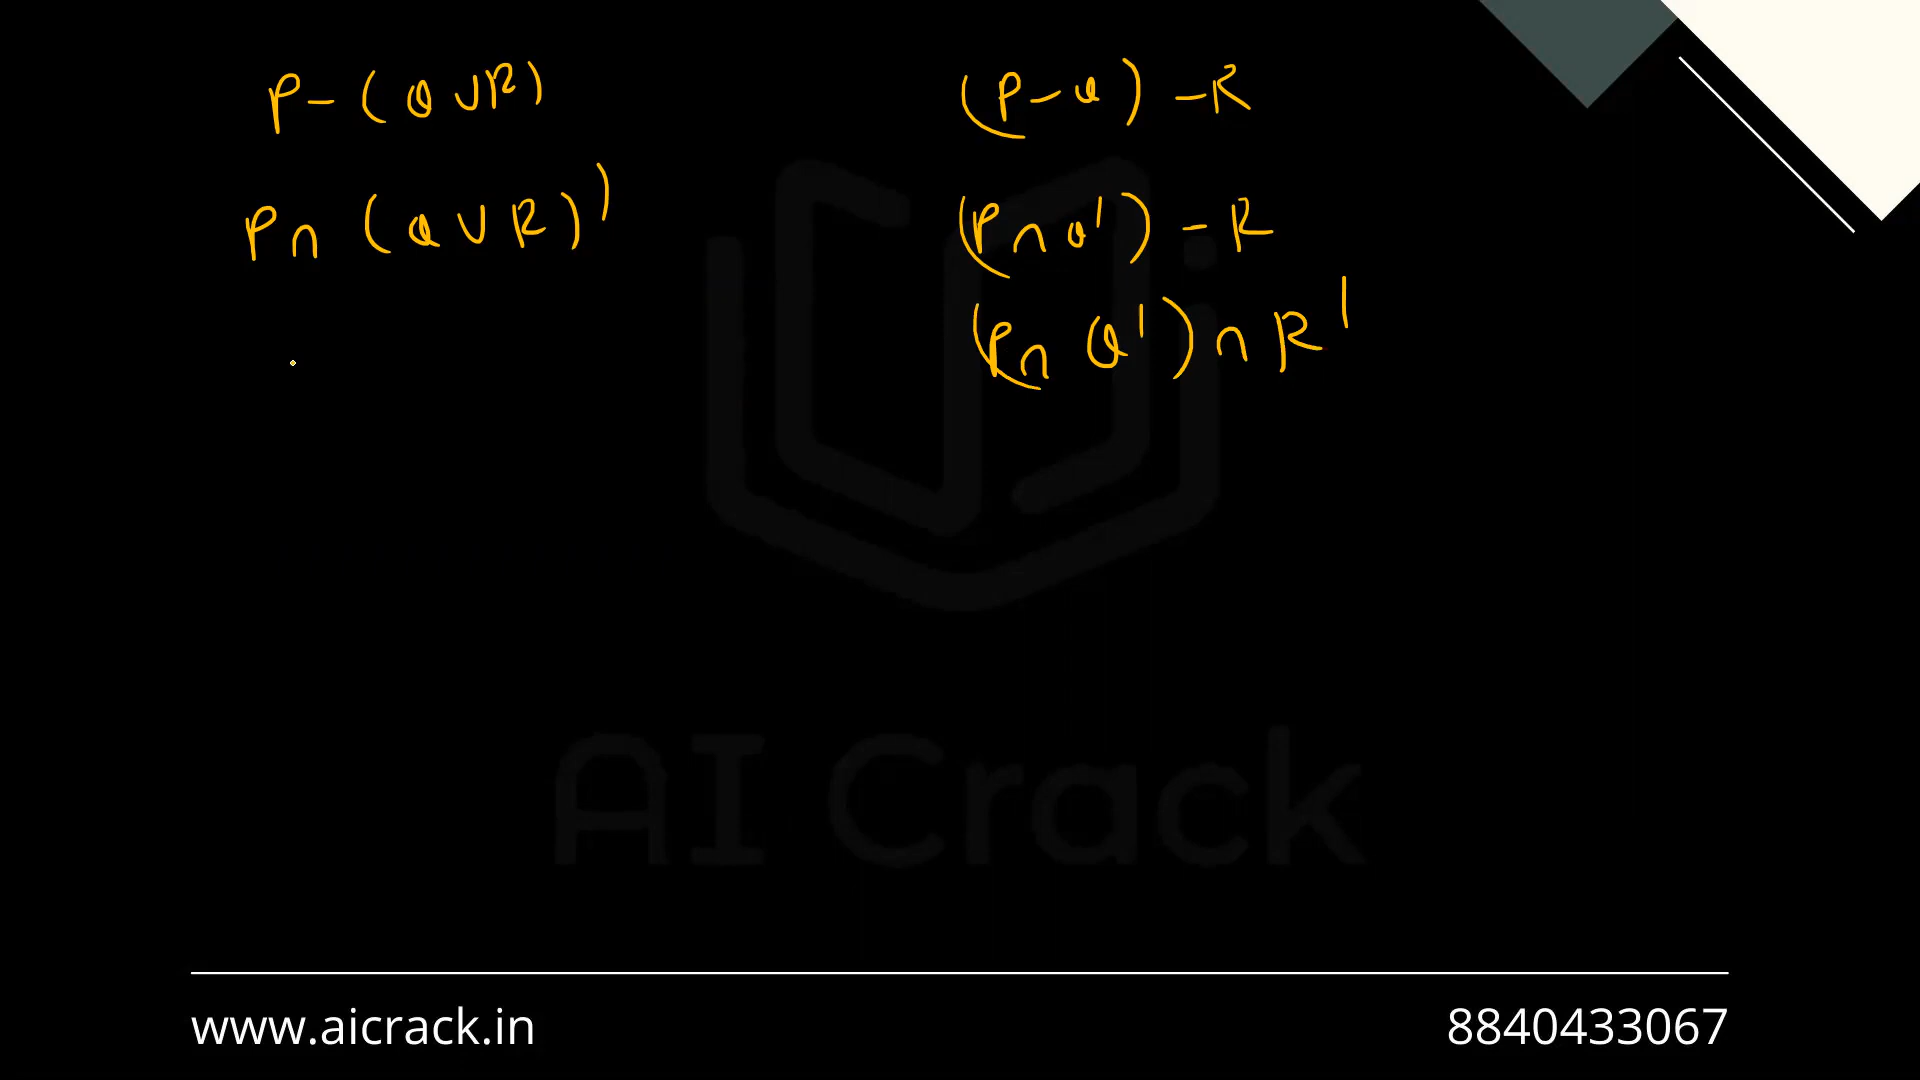 P - (Q ∪ R)
P ∩ (Q ∪ R)'
(P - Q) - R
(P ∩ Q') - R
(P ∩ Q') ∩ R'
AI Crack
www.aicrack.in
8840433067